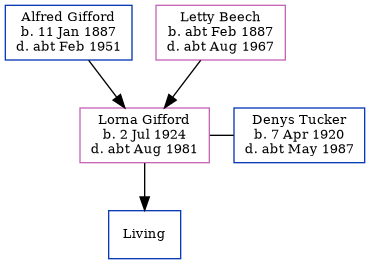 Alfred Gifford
b. 11 Jan 1887
d. abt Feb 1951
Letty Beech
b. abt Feb 1887
d. abt Aug 1967
Lorna Gifford
b. 2 Jul 1924
d. abt Aug 1981
Denys Tucker
b. 7 Apr 1920
d. abt May 1987
Living